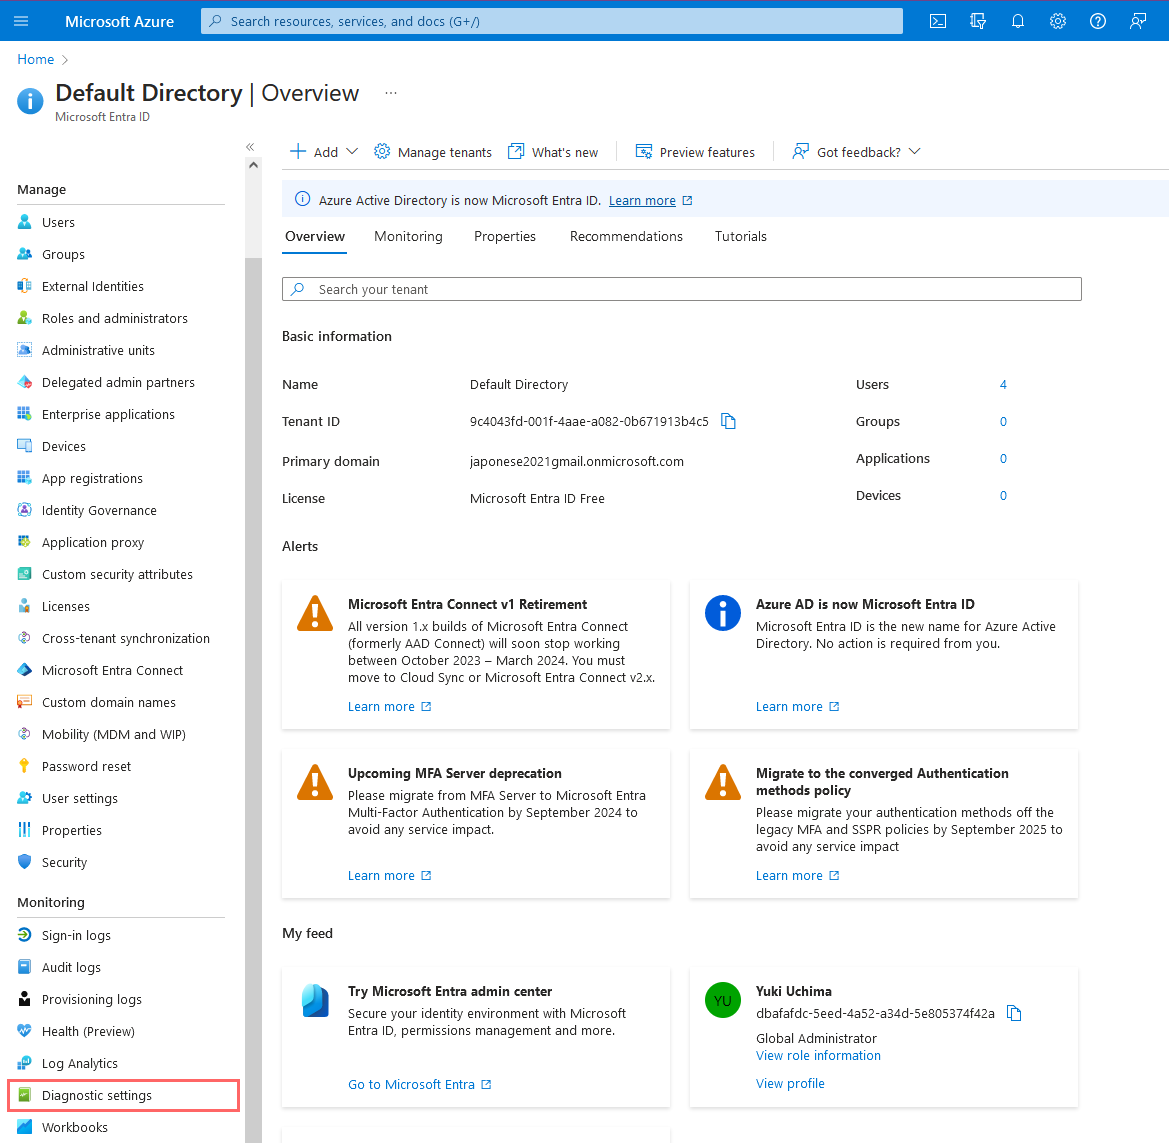 Microsoft Azure
Search resources, services, and docs (G+/)
Home
Default Directory | Overview ...
Microsoft Entra ID
Manage
Users
Groups
External Identities
Roles and administrators
Administrative units
Delegated admin partners
Enterprise applications
Devices
App registrations
Identity Governance
Application proxy
Custom security attributes
Licenses
Cross-tenant synchronization
Microsoft Entra Connect
Custom domain names
Mobility (MDM and WIP)
Password reset
User settings
Properties
Security
Monitoring
Sign-in logs
Audit logs
Provisioning logs
Health (Preview)
Log Analytics
Diagnostic settings
Workbooks
Add Manage tenants What's new Preview features Got feedback?
Azure Active Directory is now Microsoft Entra ID. Learn more
Overview Monitoring Properties Recommendations Tutorials
Search your tenant
Basic information
Name Default Directory Users 4
Tenant ID 9c4043fd-001f-4aae-a082-0b671913b4c5 Groups 0
Primary domain japonese2021gmail.onmicrosoft.com Applications 0
License Microsoft Entra ID Free Devices 0
Alerts
Microsoft Entra Connect v1 Retirement
All version 1.x builds of Microsoft Entra Connect
(formerly AAD Connect) will soon stop working
between October 2023 – March 2024. You must
move to Cloud Sync or Microsoft Entra Connect v2.x.
Learn more
Azure AD is now Microsoft Entra ID
Microsoft Entra ID is the new name for Azure Active
Directory. No action is required from you.
Learn more
Upcoming MFA Server deprecation
Please migrate from MFA Server to Microsoft Entra
Multi-Factor Authentication by September 2024 to
avoid any service impact.
Learn more
Migrate to the converged Authentication
methods policy
Please migrate your authentication methods off the
legacy MFA and SSPR policies by September 2025 to
avoid any service impact
Learn more
My feed
Try Microsoft Entra admin center
Secure your identity environment with Microsoft
Entra ID, permissions management and more.
Go to Microsoft Entra
YU
Yuki Uchima
dbafafdc-5eed-4a52-a34d-5e805374f42a
Global Administrator
View role information
View profile